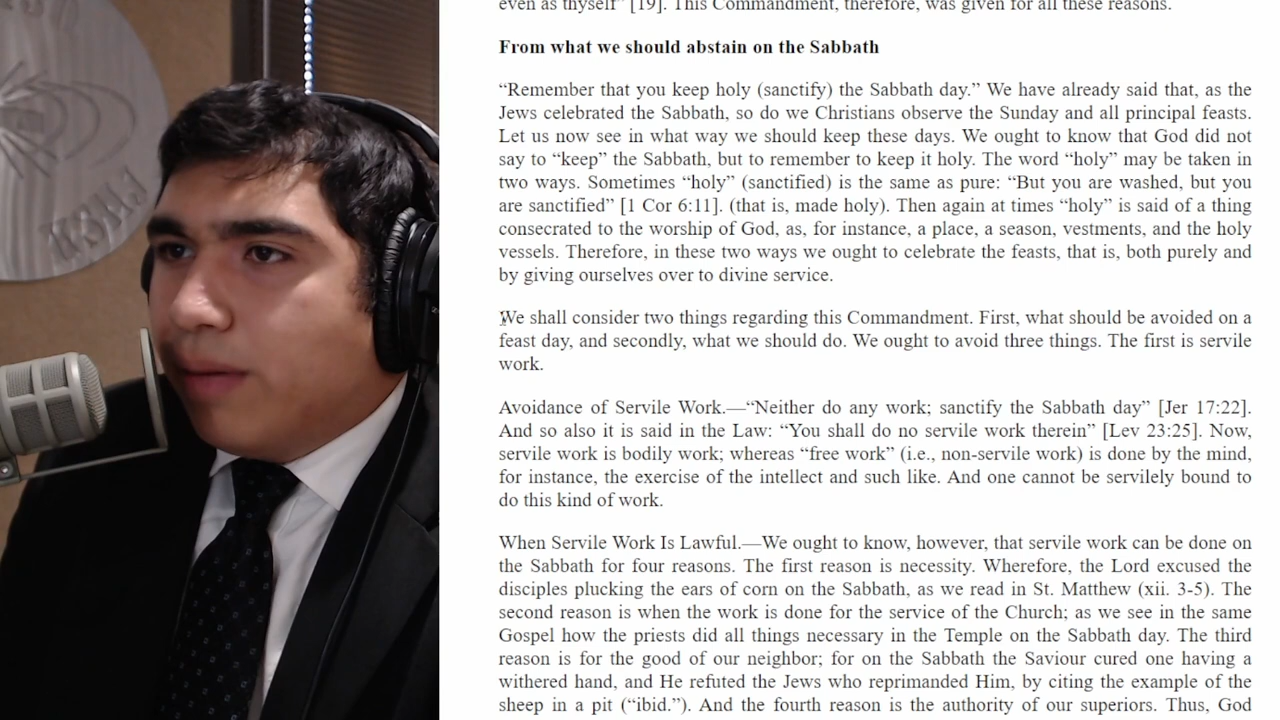 even as thyself” [19]. This Commandment, therefore, was given for all these reasons.
From what we should abstain on the Sabbath
“Remember that you keep holy (sanctify) the Sabbath day.” We have already said that, as the
Jews celebrated the Sabbath, so do we Christians observe the Sunday and all principal feasts.
Let us now see in what way we should keep these days. We ought to know that God did not
say to “keep” the Sabbath, but to remember to keep it holy. The word “holy” may be taken in
two ways. Sometimes “holy” (sanctified) is the same as pure: “But you are washed, but you
are sanctified” [1 Cor 6:11]. (that is, made holy). Then again at times “holy” is said of a thing
consecrated to the worship of God, as, for instance, a place, a season, vestments, and the holy
vessels. Therefore, in these two ways we ought to celebrate the feasts, that is, both purely and
by giving ourselves over to divine service.
We shall consider two things regarding this Commandment. First, what should be avoided on a
feast day, and secondly, what we should do. We ought to avoid three things. The first is servile
work.
Avoidance of Servile Work.—“Neither do any work; sanctify the Sabbath day” [Jer 17:22].
And so also it is said in the Law: “You shall do no servile work therein” [Lev 23:25]. Now,
servile work is bodily work; whereas “free work” (i.e., non-servile work) is done by the mind,
for instance, the exercise of the intellect and such like. And one cannot be servilely bound to
do this kind of work.
When Servile Work Is Lawful.—We ought to know, however, that servile work can be done on
the Sabbath for four reasons. The first reason is necessity. Wherefore, the Lord excused the
disciples plucking the ears of corn on the Sabbath, as we read in St. Matthew (xii. 3-5). The
second reason is when the work is done for the service of the Church; as we see in the same
Gospel how the priests did all things necessary in the Temple on the Sabbath day. The third
reason is for the good of our neighbor; for on the Sabbath the Saviour cured one having a
withered hand, and He refuted the Jews who reprimanded Him, by citing the example of the
sheep in a pit (“ibid.”). And the fourth reason is the authority of our superiors. Thus, God